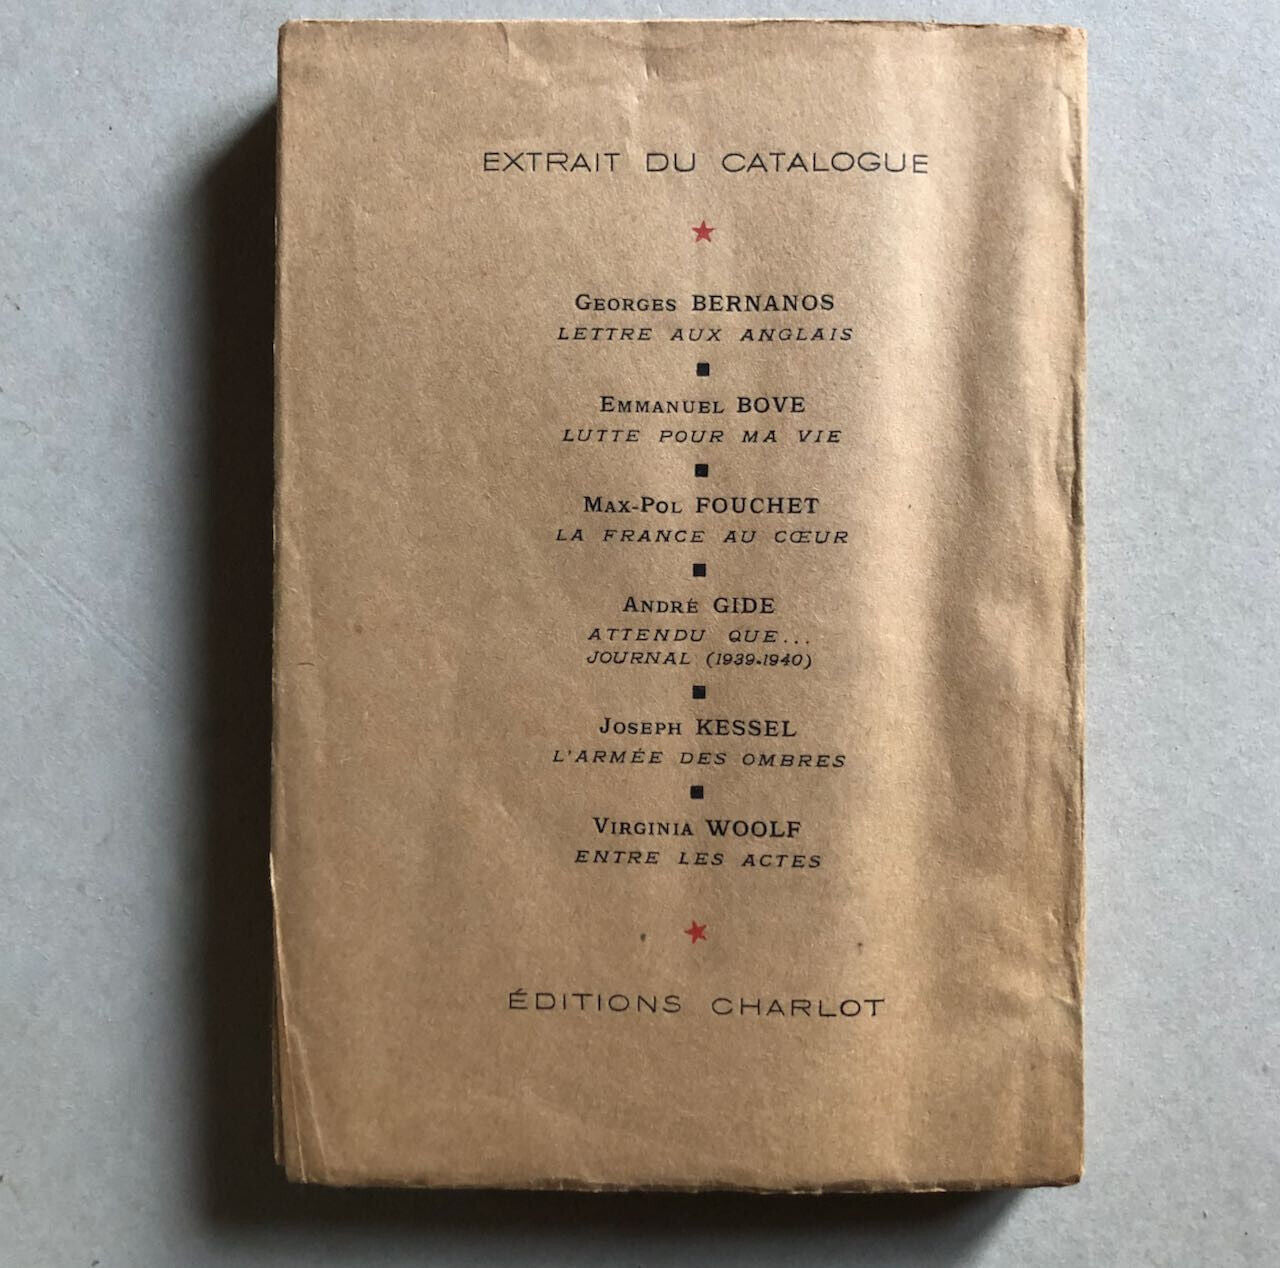 EXTRAIT DU CATALOGUE
Georges BERNANOS
LETTRE AUX ANGLAIS
Emmanuel BOVE
LUTTE POUR MA VIE
Max-Pol FOUCHET
LA FRANCE AU CŒUR
André GIDE
ATTENDU QUE...
JOURNAL (1939-1940)
Joseph KESSEL
L'ARMÉE DES OMBRES
Virginia WOOLF
ENTRE LES ACTES
ÉDITIONS CHARLOT